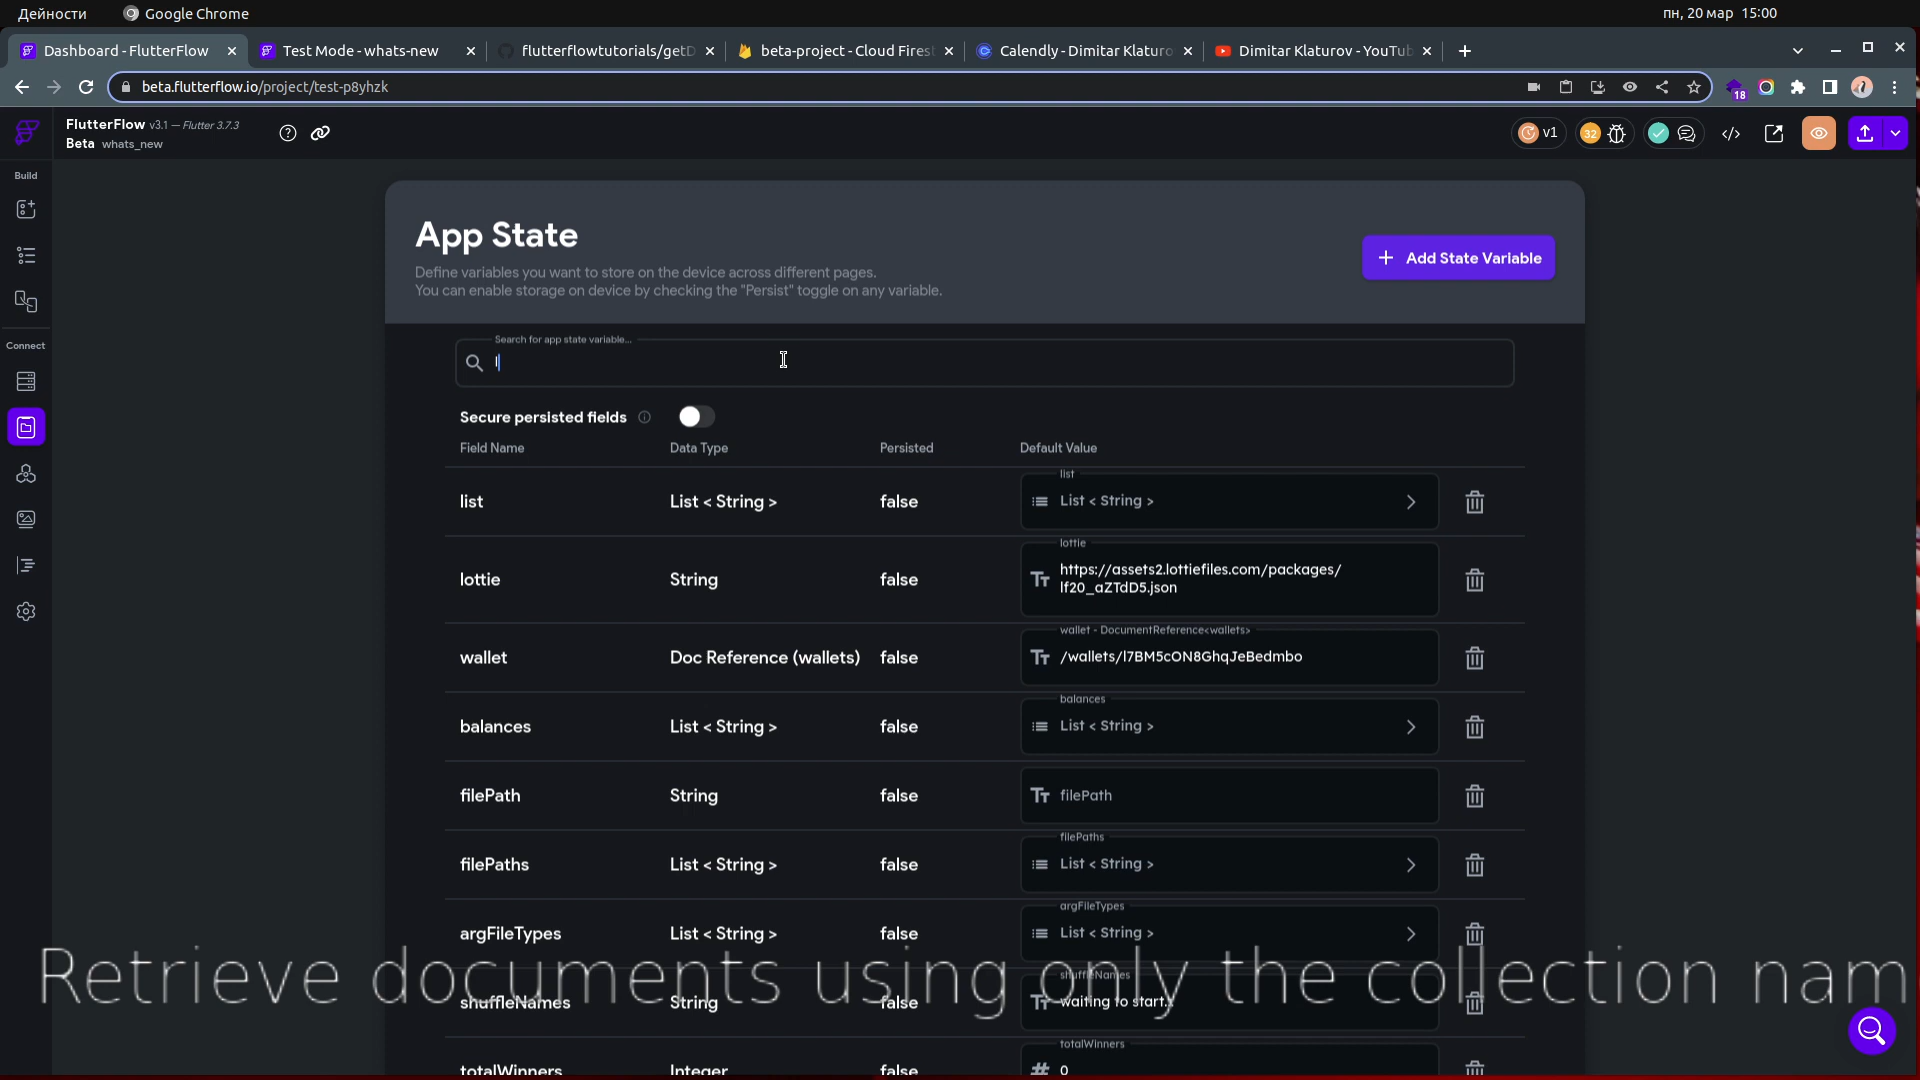 Дейности
Google Chrome
пн, 20 мар 15:00
Dashboard - FlutterFlow
Test Mode - whats-new
flutterflowtutorials/getD
beta-project - Cloud Firest
Calendly - Dimitar Klaturo
Dimitar Klaturov - YouTub
beta.flutterflow.io/project/test-p8yhzk
18
FlutterFlow v3.1 — Flutter 3.7.3
Beta whats_new
v1
32
Build
Connect
App State
Define variables you want to store on the device across different pages.
You can enable storage on device by checking the "Persist" toggle on any variable.
+ Add State Variable
Search for app state variable...
l
Secure persisted fields
Field Name Data Type Persisted Default Value
list
list List < String > false List < String >
lottie
lottie String false https://assets2.lottiefiles.com/packages/
lf20_aZTdD5.json
wallet - DocumentReference<wallets>
wallet Doc Reference (wallets) false /wallets/l7BM5cON8GhqJeBedmbo
balances
balances List < String > false List < String >
filePath String false filePath
filePaths
filePaths List < String > false List < String >
argFileTypes
argFileTypes List < String > false List < String >
Retrieve documents using only the collection nam
shuffleNames
shuffleNames String false waiting to start..
totalWinners
totalWinners Integer false # 0